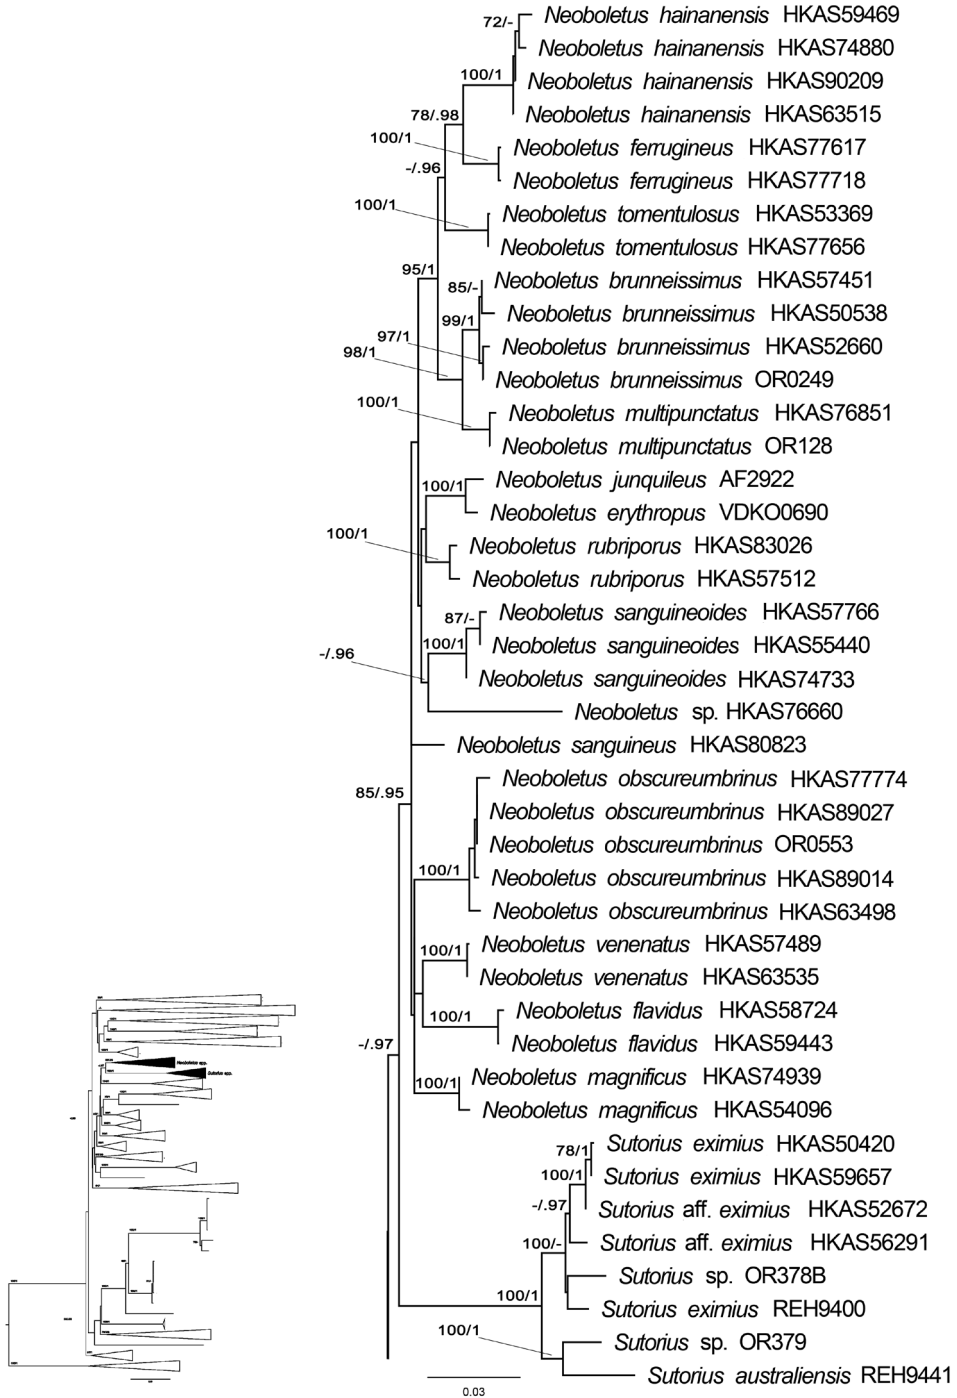 72/-
Neoboletus hainanensis HKAS59469
Neoboletus hainanensis HKAS74880
100/1
Neoboletus hainanensis HKAS90209
78/.98
Neoboletus hainanensis HKAS63515
100/1
Neoboletus ferrugineus HKAS77617
-/.96
Neoboletus ferrugineus HKAS77718
100/1
Neoboletus tomentulosus HKAS53369
Neoboletus tomentulosus HKAS77656
95/1
85/-
Neoboletus brunneissimus HKAS57451
99/1
Neoboletus brunneissimus HKAS50538
97/1
98/1
Neoboletus brunneissimus HKAS52660
Neoboletus brunneissimus OR0249
100/1
Neoboletus multipunctatus HKAS76851
Neoboletus multipunctatus OR128
100/1
Neoboletus junquileus AF2922
Neoboletus erythropus VDKO0690
100/1
Neoboletus rubriporus HKAS83026
Neoboletus rubriporus HKAS57512
87/-
Neoboletus sanguineoides HKAS57766
100/1
Neoboletus sanguineoides HKAS55440
-/.96
Neoboletus sanguineoides HKAS74733
Neoboletus sp. HKAS76660
Neoboletus sanguineus HKAS80823
85/.95
Neoboletus obscureumbrinus HKAS77774
Neoboletus obscureumbrinus HKAS89027
Neoboletus obscureumbrinus OR0553
100/1
Neoboletus obscureumbrinus HKAS89014
Neoboletus obscureumbrinus HKAS63498
100/1
Neoboletus venenatus HKAS57489
Neoboletus venenatus HKAS63535
100/1
Neoboletus flavidus HKAS58724
-/.97
Neoboletus flavidus HKAS59443
100/1
Neoboletus magnificus HKAS74939
Neoboletus magnificus HKAS54096
78/1
Sutorius eximius HKAS50420
100/1
Sutorius eximius HKAS59657
-/.97
Sutorius aff. eximius HKAS52672
100/-
Sutorius aff. eximius HKAS56291
Sutorius sp. OR378B
100/1
Sutorius eximius REH9400
100/1
Sutorius sp. OR379
Sutorius australiensis REH9441
0.03
Neoboletus spp.
Sutorius spp.